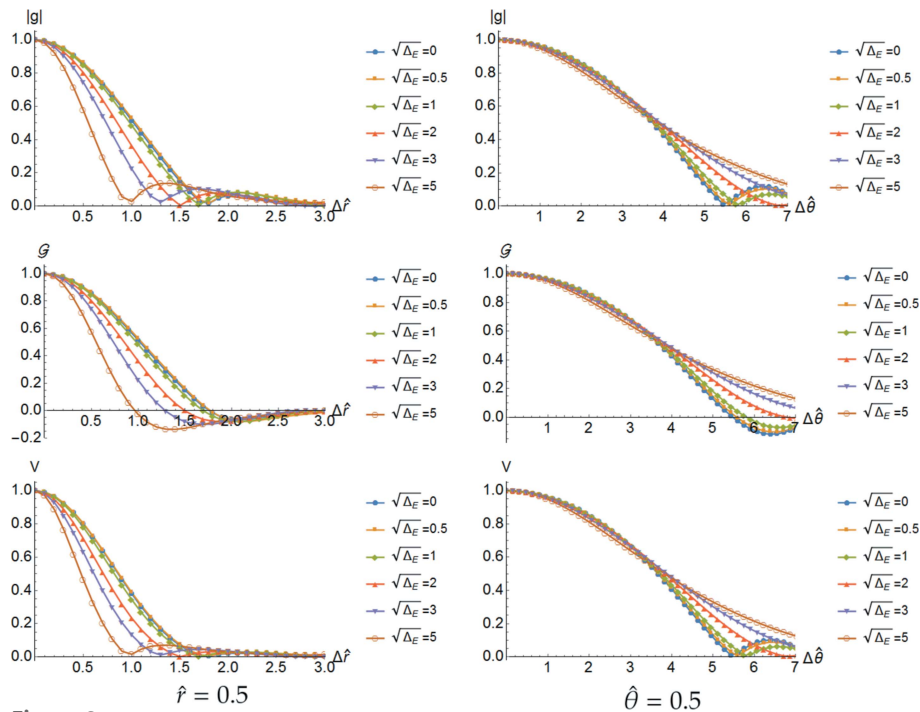 |g|
1.0
0.8
0.6
0.4
0.2
0.0
0.5 1.0 1.5 2.0 2.5 3.0 Δr̂
√Δ_E =0
√Δ_E =0.5
√Δ_E =1
√Δ_E =2
√Δ_E =3
√Δ_E =5
|g|
1.0
0.8
0.6
0.4
0.2
0.0
1 2 3 4 5 6 7 Δθ̂
√Δ_E =0
√Δ_E =0.5
√Δ_E =1
√Δ_E =2
√Δ_E =3
√Δ_E =5
𝒢
1.0
0.8
0.6
0.4
0.2
0.0
-0.2
0.5 1.0 1.5 2.0 2.5 3.0 Δr̂
√Δ_E =0
√Δ_E =0.5
√Δ_E =1
√Δ_E =2
√Δ_E =3
√Δ_E =5
𝒢
1.0
0.8
0.6
0.4
0.2
0.0
1 2 3 4 5 6 7 Δθ̂
√Δ_E =0
√Δ_E =0.5
√Δ_E =1
√Δ_E =2
√Δ_E =3
√Δ_E =5
V
1.0
0.8
0.6
0.4
0.2
0.0
0.5 1.0 1.5 2.0 2.5 3.0 Δr̂
√Δ_E =0
√Δ_E =0.5
√Δ_E =1
√Δ_E =2
√Δ_E =3
√Δ_E =5
r̂ = 0.5
V
1.0
0.8
0.6
0.4
0.2
0.0
1 2 3 4 5 6 7 Δθ̂
√Δ_E =0
√Δ_E =0.5
√Δ_E =1
√Δ_E =2
√Δ_E =3
√Δ_E =5
θ̂ = 0.5